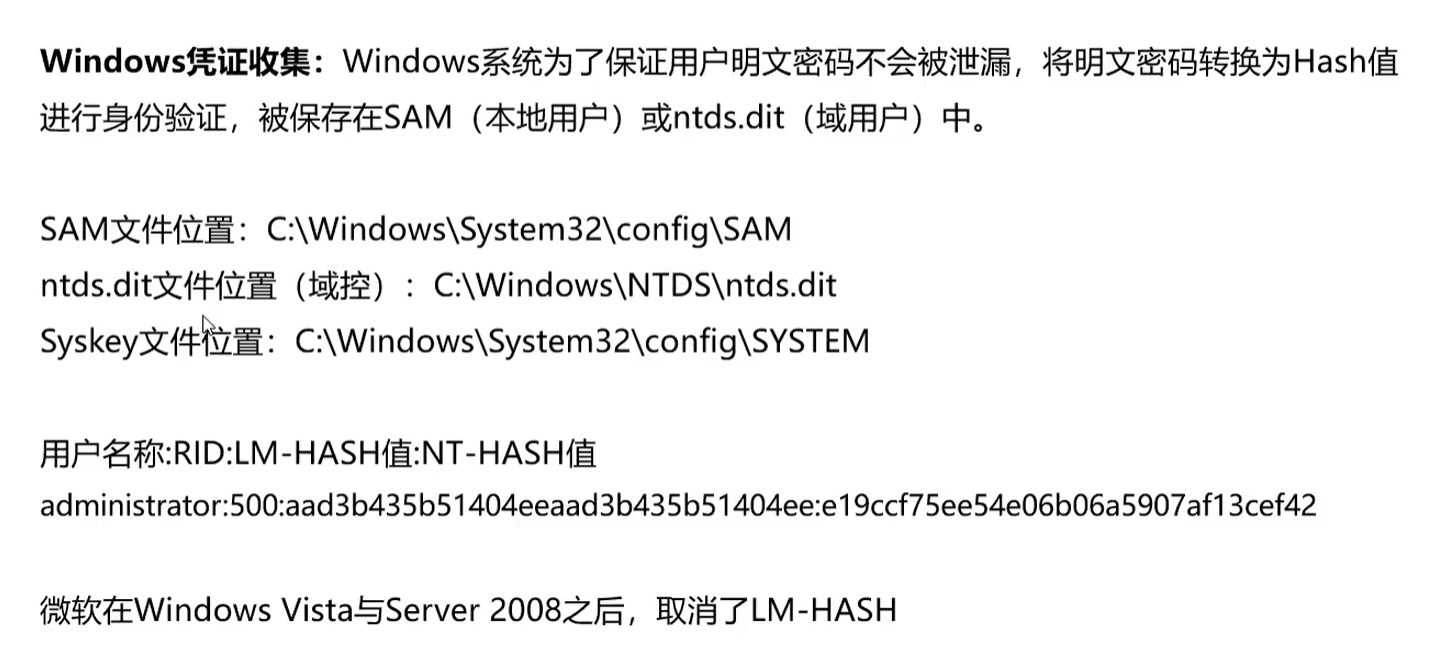 Windows凭证收集：Windows系统为了保证用户明文密码不会被泄漏，将明文密码转换为Hash值
进行身份验证，被保存在SAM（本地用户）或ntds.dit（域用户）中。
SAM文件位置：C:\Windows\System32\config\SAM
ntds.dit文件位置（域控）：C:\Windows\NTDS\ntds.dit
Syskey文件位置：C:\Windows\System32\config\SYSTEM
用户名称:RID:LM-HASH值:NT-HASH值
administrator:500:aad3b435b51404eeaad3b435b51404ee:e19ccf75ee54e06b06a5907af13cef42
微软在Windows Vista与Server 2008之后，取消了LM-HASH